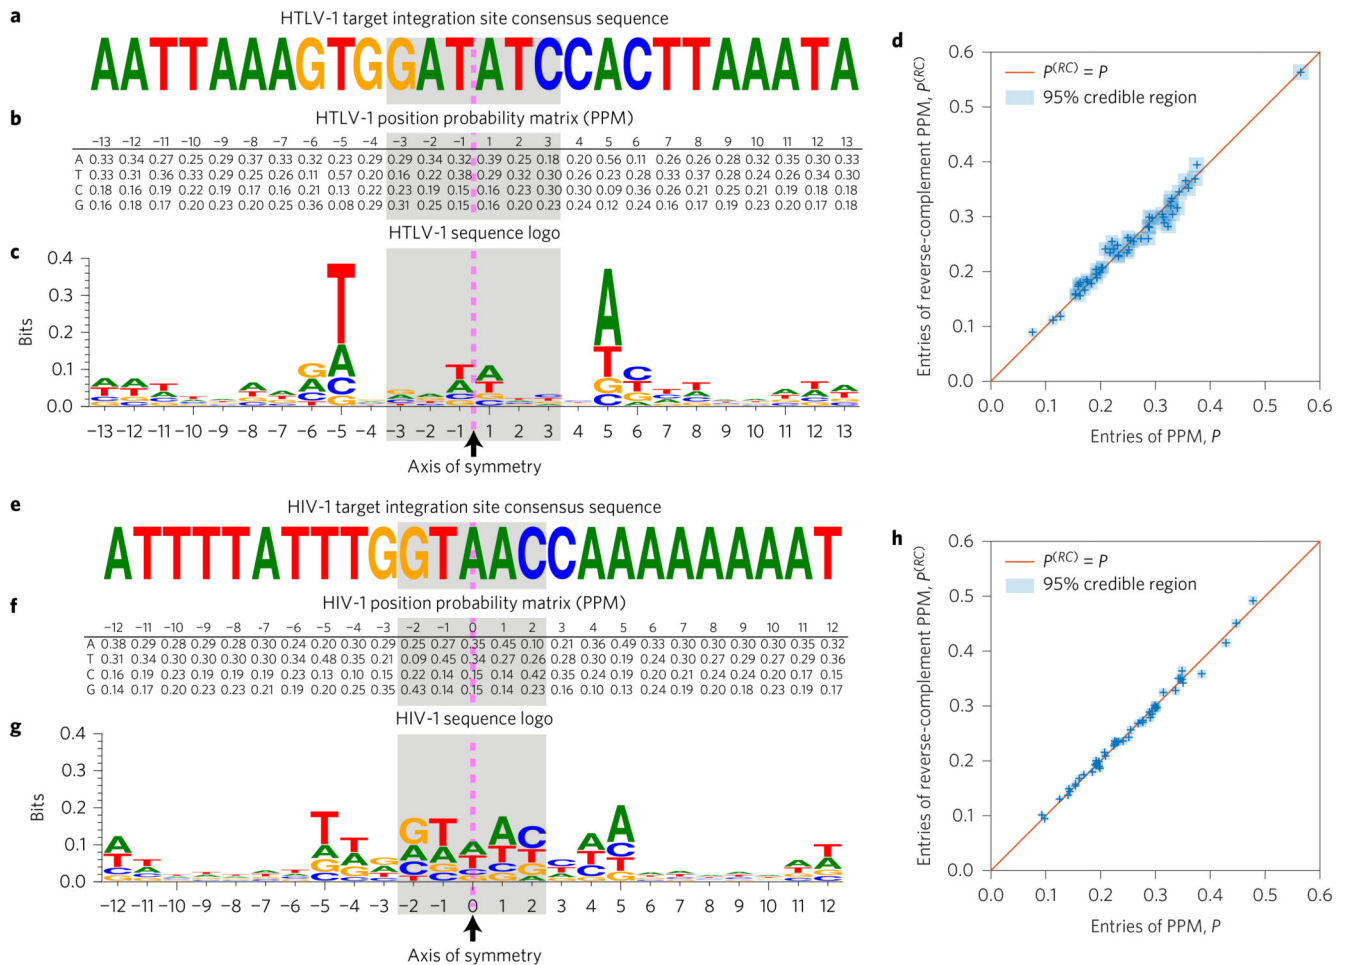 a
HTLV-1 target integration site consensus sequence
AATTAAAGTGGATATCCACTTAAATA
b
HTLV-1 position probability matrix (PPM)
−13 −12 −11 −10 −9 −8 −7 −6 −5 −4 −3 −2 −1 1 2 3 4 5 6 7 8 9 10 11 12 13
A 0.33 0.34 0.27 0.25 0.29 0.37 0.33 0.32 0.23 0.29 0.29 0.34 0.32 0.39 0.25 0.18 0.20 0.56 0.11 0.26 0.26 0.28 0.32 0.35 0.30 0.33
T 0.33 0.31 0.36 0.33 0.29 0.25 0.26 0.11 0.57 0.20 0.16 0.22 0.38 0.29 0.32 0.30 0.26 0.23 0.28 0.33 0.37 0.28 0.24 0.26 0.34 0.30
C 0.18 0.16 0.19 0.22 0.19 0.17 0.16 0.21 0.13 0.22 0.23 0.19 0.15 0.16 0.23 0.30 0.30 0.09 0.36 0.26 0.21 0.25 0.21 0.19 0.18 0.18
G 0.16 0.18 0.17 0.20 0.23 0.20 0.25 0.36 0.08 0.29 0.31 0.25 0.15 0.16 0.20 0.23 0.24 0.12 0.24 0.16 0.17 0.19 0.23 0.20 0.17 0.18
HTLV-1 sequence logo
c
0.4
0.3
0.2
0.1
0.0
Bits
−13 −12 −11 −10 −9 −8 −7 −6 −5 −4 −3 −2 −1 1 2 3 4 5 6 7 8 9 10 11 12 13
Axis of symmetry
d
P(RC) = P
95% credible region
0.6
0.5
0.4
0.3
0.2
0.1
0.0
Entries of reverse-complement PPM, P(RC)
0.0 0.1 0.2 0.3 0.4 0.5 0.6
Entries of PPM, P
e
HIV-1 target integration site consensus sequence
ATTTTATTTGGTAACCAAAAAAAAT
f
HIV-1 position probability matrix (PPM)
−12 −11 −10 −9 −8 −7 −6 −5 −4 −3 −2 −1 0 1 2 3 4 5 6 7 8 9 10 11 12
A 0.38 0.29 0.28 0.29 0.28 0.30 0.24 0.20 0.30 0.29 0.25 0.27 0.35 0.45 0.10 0.21 0.36 0.49 0.33 0.30 0.30 0.30 0.30 0.35 0.32
T 0.31 0.34 0.30 0.30 0.30 0.30 0.34 0.48 0.35 0.21 0.09 0.45 0.34 0.27 0.26 0.28 0.30 0.19 0.24 0.30 0.27 0.29 0.27 0.29 0.36
C 0.16 0.19 0.23 0.19 0.19 0.19 0.23 0.13 0.10 0.15 0.22 0.14 0.15 0.14 0.42 0.35 0.24 0.19 0.20 0.21 0.24 0.24 0.20 0.17 0.15
G 0.14 0.17 0.20 0.23 0.23 0.21 0.19 0.20 0.25 0.35 0.43 0.14 0.15 0.14 0.23 0.16 0.10 0.13 0.24 0.19 0.20 0.18 0.23 0.19 0.17
HIV-1 sequence logo
g
0.4
0.3
0.2
0.1
0.0
Bits
−12 −11 −10 −9 −8 −7 −6 −5 −4 −3 −2 −1 0 1 2 3 4 5 6 7 8 9 10 11 12
Axis of symmetry
h
P(RC) = P
95% credible region
0.6
0.5
0.4
0.3
0.2
0.1
0.0
Entries of reverse-complement PPM, P(RC)
0.0 0.1 0.2 0.3 0.4 0.5 0.6
Entries of PPM, P